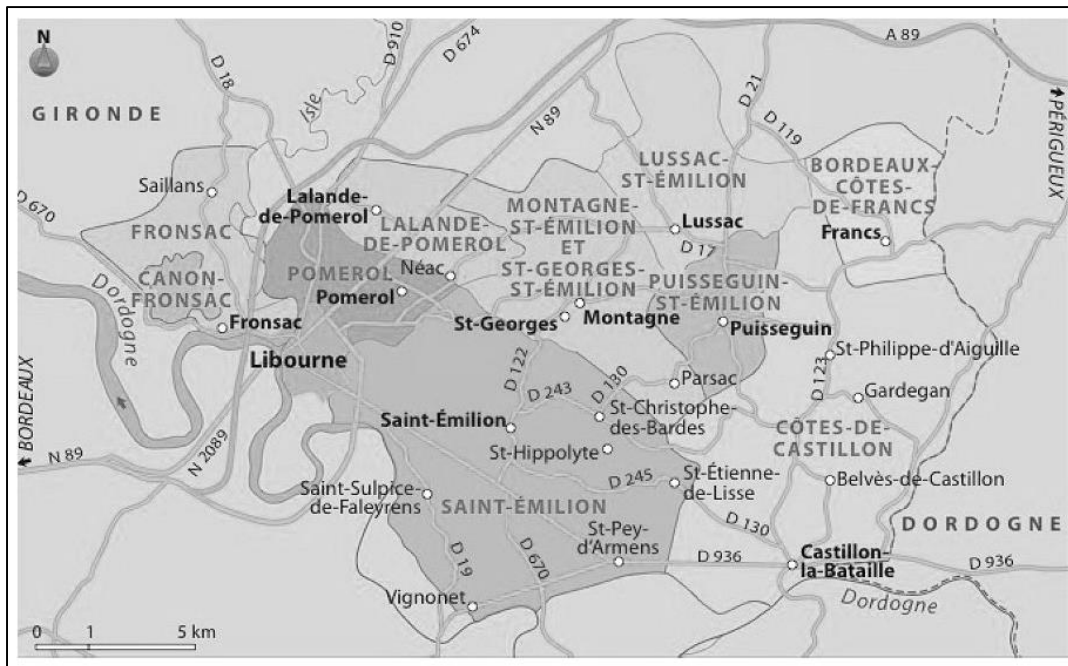 N
D 18
D 910
D 674
A 89
GIRONDE
Isle
N 89
D 21
D 119
PÉRIGUEUX
LUSSAC-
ST-ÉMILION
BORDEAUX-
CÔTES-
DE-FRANCS
Saillans
D 670
Lalande-
de-Pomerol
LALANDE-
DE-POMEROL
MONTAGNE-
ST-ÉMILION
ET
ST-GEORGES-
ST-ÉMILION
Lussac
Francs
FRONSAC
D 17
CANON-
FRONSAC
POMEROL
Néac
Pomerol
PUISSEGUIN-
ST-ÉMILION
Dordogne
Fronsac
St-Georges
Montagne
Puisseguin
Libourne
St-Philippe-d'Aiguille
D 122
D 243
D 130
Parsac
D 123
Gardegan
BORDEAUX
Saint-Émilion
St-Christophe-
des-Bardes
CÔTES-DE-
CASTILLON
N 89
N 2089
St-Hippolyte
D 245
St-Étienne-
de-Lisse
Belvès-de-Castillon
Saint-Sulpice-
de-Faleyrens
SAINT-ÉMILION
D 130
DORDOGNE
St-Pey-
d'Armens
D 19
D 670
D 936
Castillon-
la-Bataille
D 936
Vignonet
Dordogne
0 1 5 km